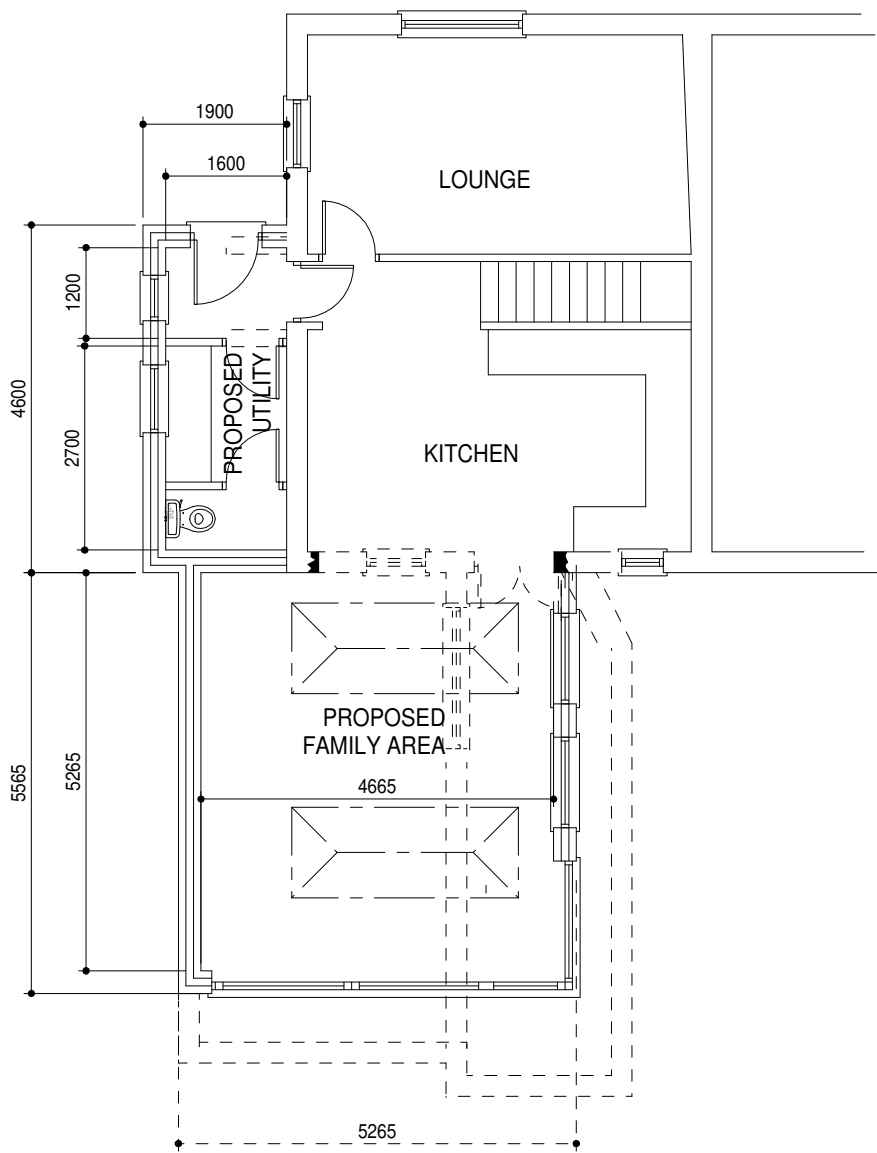 1900
1600
LOUNGE
1200
4600
PROPOSED
UTILITY
2700
KITCHEN
PROPOSED
FAMILY AREA
5565
5265
4665
5265